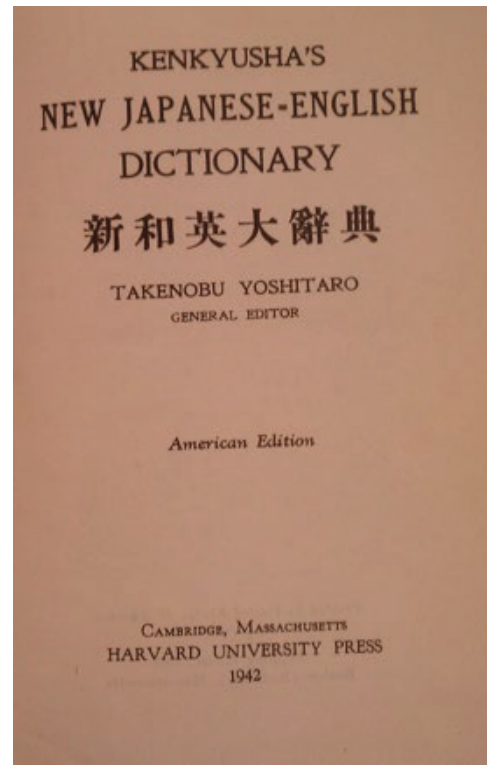 KENKYUSHA'S
NEW JAPANESE-ENGLISH
DICTIONARY
新和英大辭典
TAKENOBU YOSHITARO
GENERAL EDITOR
American Edition
CAMBRIDGE, MASSACHUSETTS
HARVARD UNIVERSITY PRESS
1942